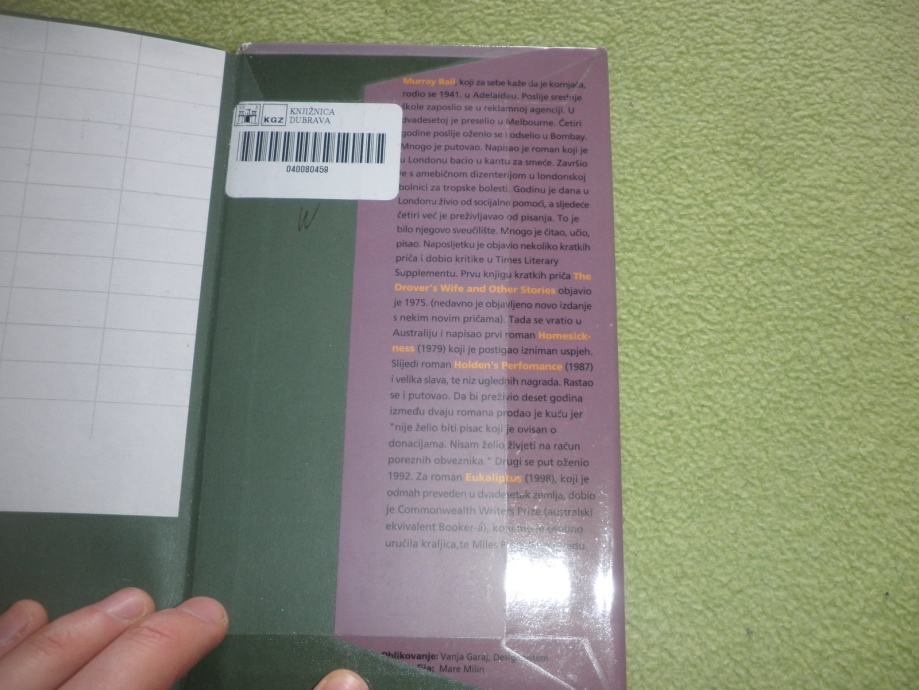 KGZ
KNJIŽNICA
DUBRAVA
040080459
Murray Bail, koji za sebe kaže da je kornjača,
rodio se 1941. u Adelaideu. Poslije srednje
škole zaposlio se u reklamnoj agenciji. U
dvadesetoj je preselio u Melbourne. Četiri
godine poslije oženio se i odselio u Bombay.
Mnogo je putovao. Napisao je roman koji je
u Londonu bacio u kantu za smeće. Završio
je s amebičnom dizenterijom u londonskoj
bolnici za tropske bolesti. Godinu je dana u
Londonu živio od socijalne pomoći, a sljedeće
četiri već je preživljavao od pisanja. To je
bilo njegovo sveučilište. Mnogo je čitao, učio,
pisao. Naposljetku je objavio nekoliko kratkih
priča i dobio kritike u Times Literary
Supplementu. Prvu knjigu kratkih priča The
Drover's Wife and Other Stories objavio
je 1975. (nedavno je objavljeno novo izdanje
s nekim novim pričama). Tada se vratio u
Australiju i napisao prvi roman Homesick-
ness (1979) koji je postigao izniman uspjeh.
Slijedi roman Holden's Perfomance (1987)
i velika slava, te niz uglednih nagrada. Rastao
se i putovao. Da bi preživio deset godina
između dvaju romana prodao je kuću jer
"nije želio biti pisac koji je ovisan o
donacijama. Nisam želio živjeti na račun
poreznih obveznika." Drugi se put oženio
1992. Za roman Eukaliptus (1998), koji je
odmah preveden u dvadesetak zemlja, dobio
je Commonwealth Writers Prize (australski
ekvivalent Booker-a), koju mu je osobno
uručila kraljica,te Miles
Oblikovanje: Vanja Garaj,
Mare Milin